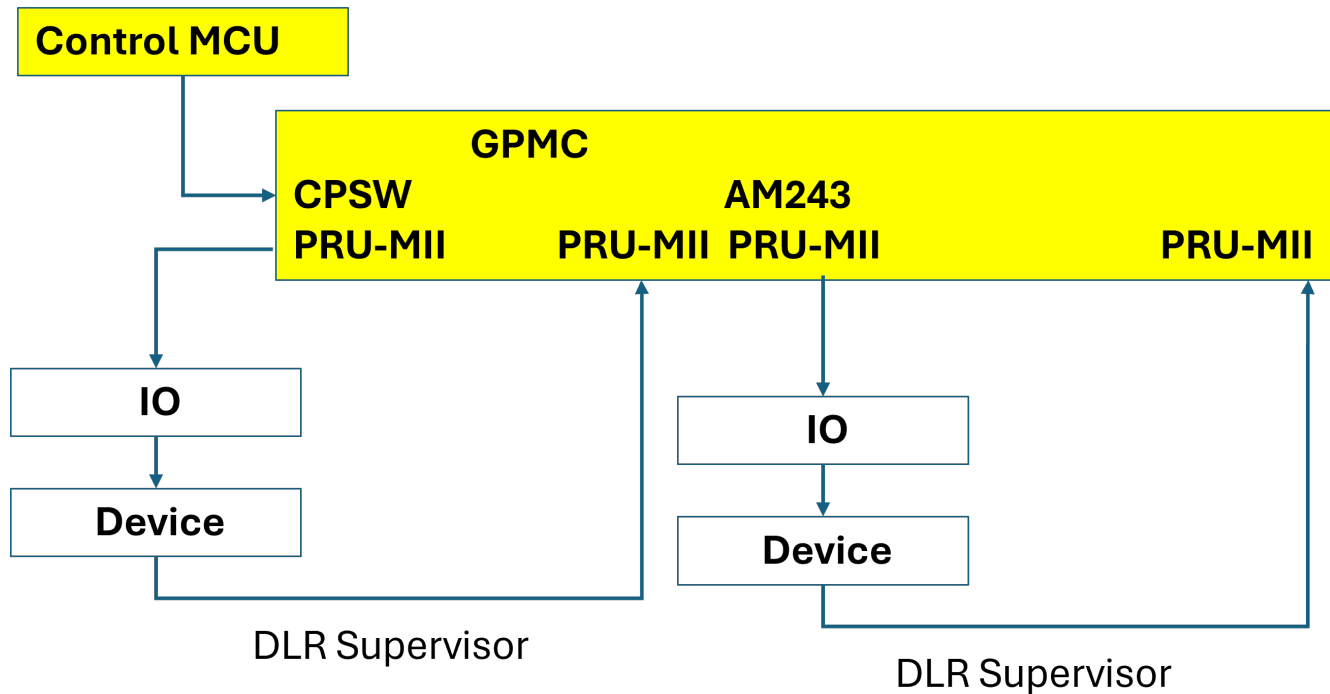 Control MCU
GPMC
CPSW AM243
PRU-MII PRU-MII PRU-MII PRU-MII
IO
IO
Device
Device
DLR Supervisor
DLR Supervisor